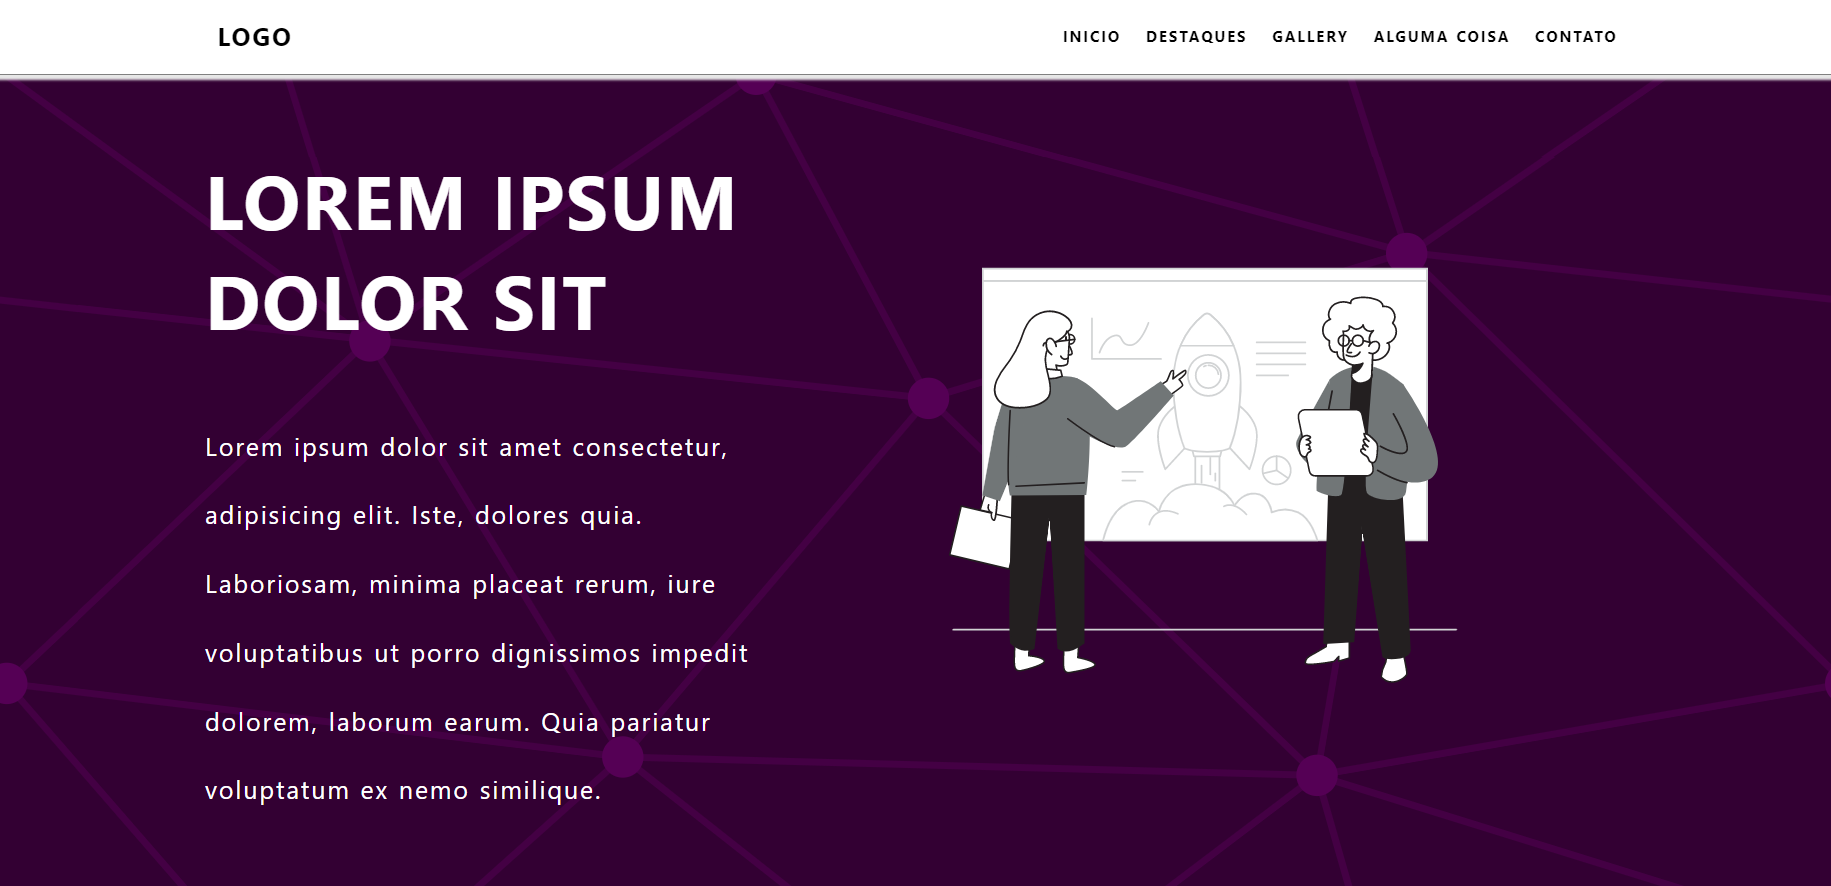 LOGO
INICIO DESTAQUES GALLERY ALGUMA COISA CONTATO
LOREM IPSUM
DOLOR SIT
Lorem ipsum dolor sit amet consectetur,
adipisicing elit. Iste, dolores quia.
Laboriosam, minima placeat rerum, iure
voluptatibus ut porro dignissimos impedit
dolorem, laborum earum. Quia pariatur
voluptatum ex nemo similique.